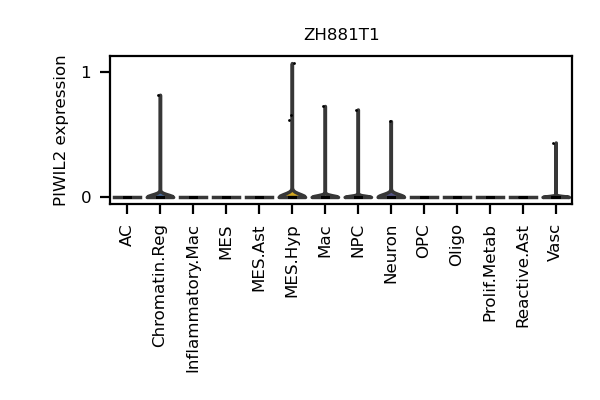 ZH881T1
PIWIL2 expression
1
0
AC
Chromatin.Reg
Inflammatory.Mac
MES
MES.Ast
MES.Hyp
Mac
NPC
Neuron
OPC
Oligo
Prolif.Metab
Reactive.Ast
Vasc